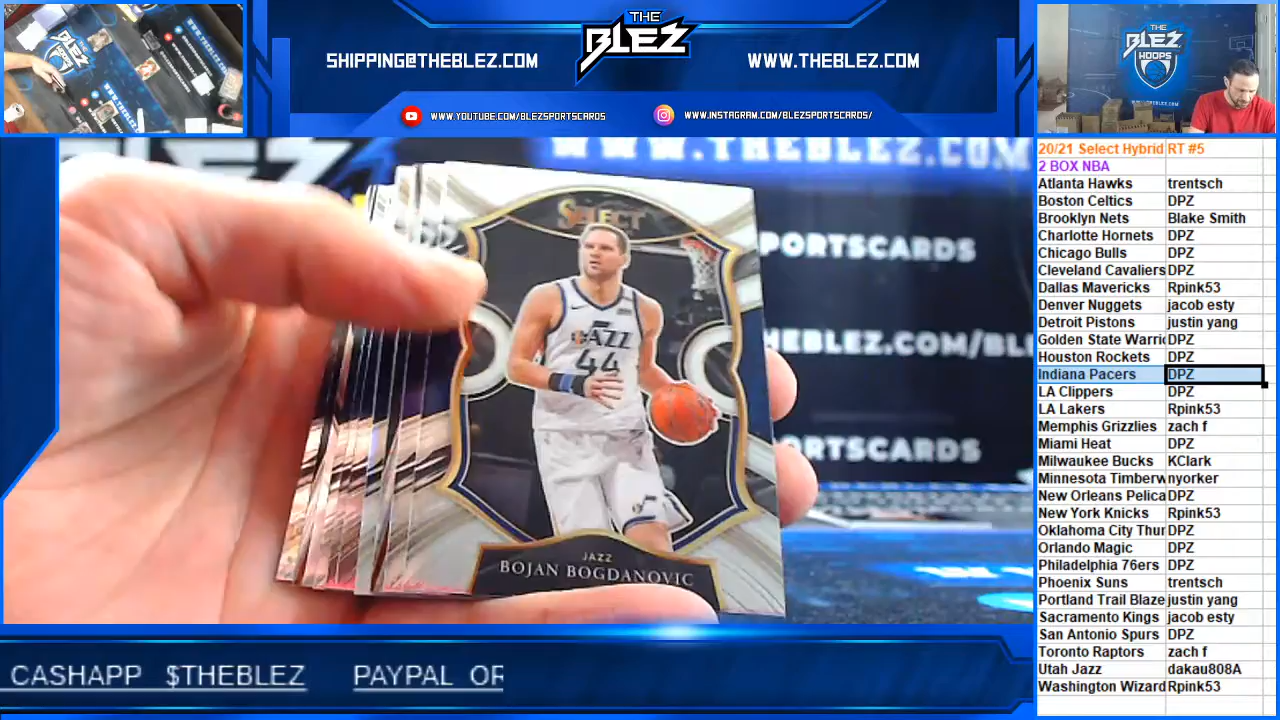 THE
BLEZ
SHIPPING@THEBLEZ.COM
WWW.THEBLEZ.COM
WWW.YOUTUBE.COM/BLEZSPORTSCARDS
WWW.INSTAGRAM.COM/BLEZSPORTSCARDS/
THE
BLEZ
HOOPS
WWW.THEBLEZ.COM
PORTSCARDS
HEBLEZ.COM/BL
ORTSCARDS
SELECT
JAZZ
44
JAZZ
BOJAN BOGDANOVIC
20/21 Select Hybrid RT #5
2 BOX NBA
Atlanta Hawks trentsch
Boston Celtics DPZ
Brooklyn Nets Blake Smith
Charlotte Hornets DPZ
Chicago Bulls DPZ
Cleveland Cavaliers DPZ
Dallas Mavericks Rpink53
Denver Nuggets jacob esty
Detroit Pistons justin yang
Golden State Warri DPZ
Houston Rockets DPZ
Indiana Pacers DPZ
LA Clippers DPZ
LA Lakers Rpink53
Memphis Grizzlies zach f
Miami Heat DPZ
Milwaukee Bucks KClark
Minnesota Timberw nyorker
New Orleans Pelica DPZ
New York Knicks Rpink53
Oklahoma City Thun DPZ
Orlando Magic DPZ
Philadelphia 76ers DPZ
Phoenix Suns trentsch
Portland Trail Blaze justin yang
Sacramento Kings jacob esty
San Antonio Spurs DPZ
Toronto Raptors zach f
Utah Jazz dakau808A
Washington Wizard Rpink53
CASHAPP $THEBLEZ PAYPAL OR